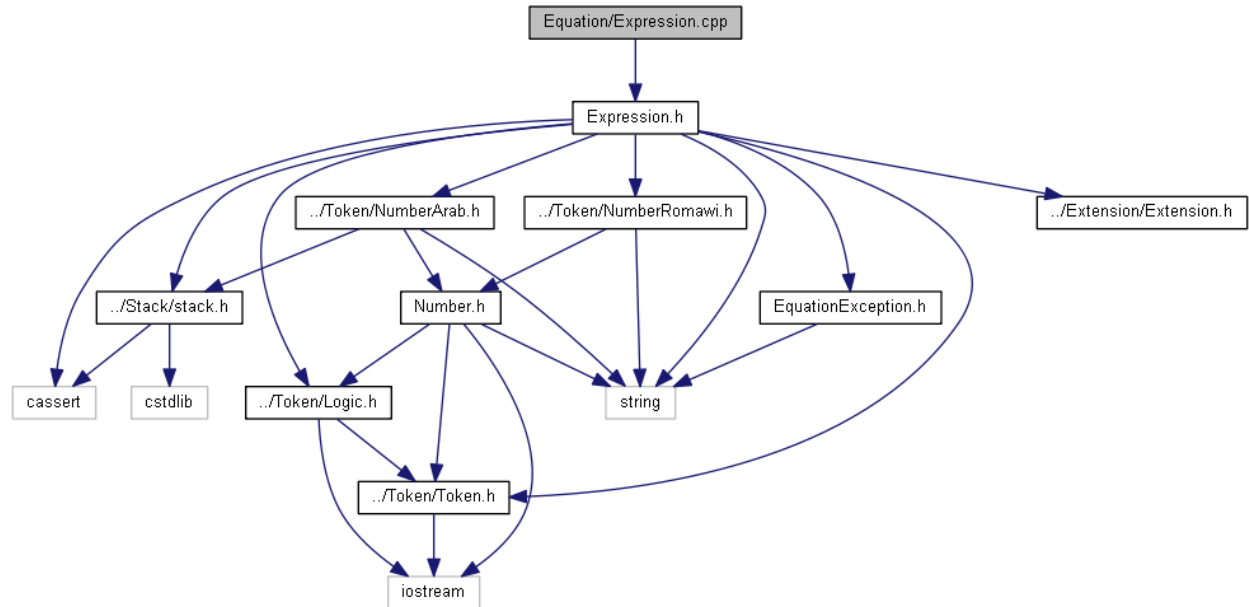 Equation/Expression.cpp
Expression.h
../Token/NumberArab.h
../Token/NumberRomawi.h
../Extension/Extension.h
../Stack/stack.h
Number.h
EquationException.h
cassert
cstdlib
../Token/Logic.h
string
../Token/Token.h
iostream